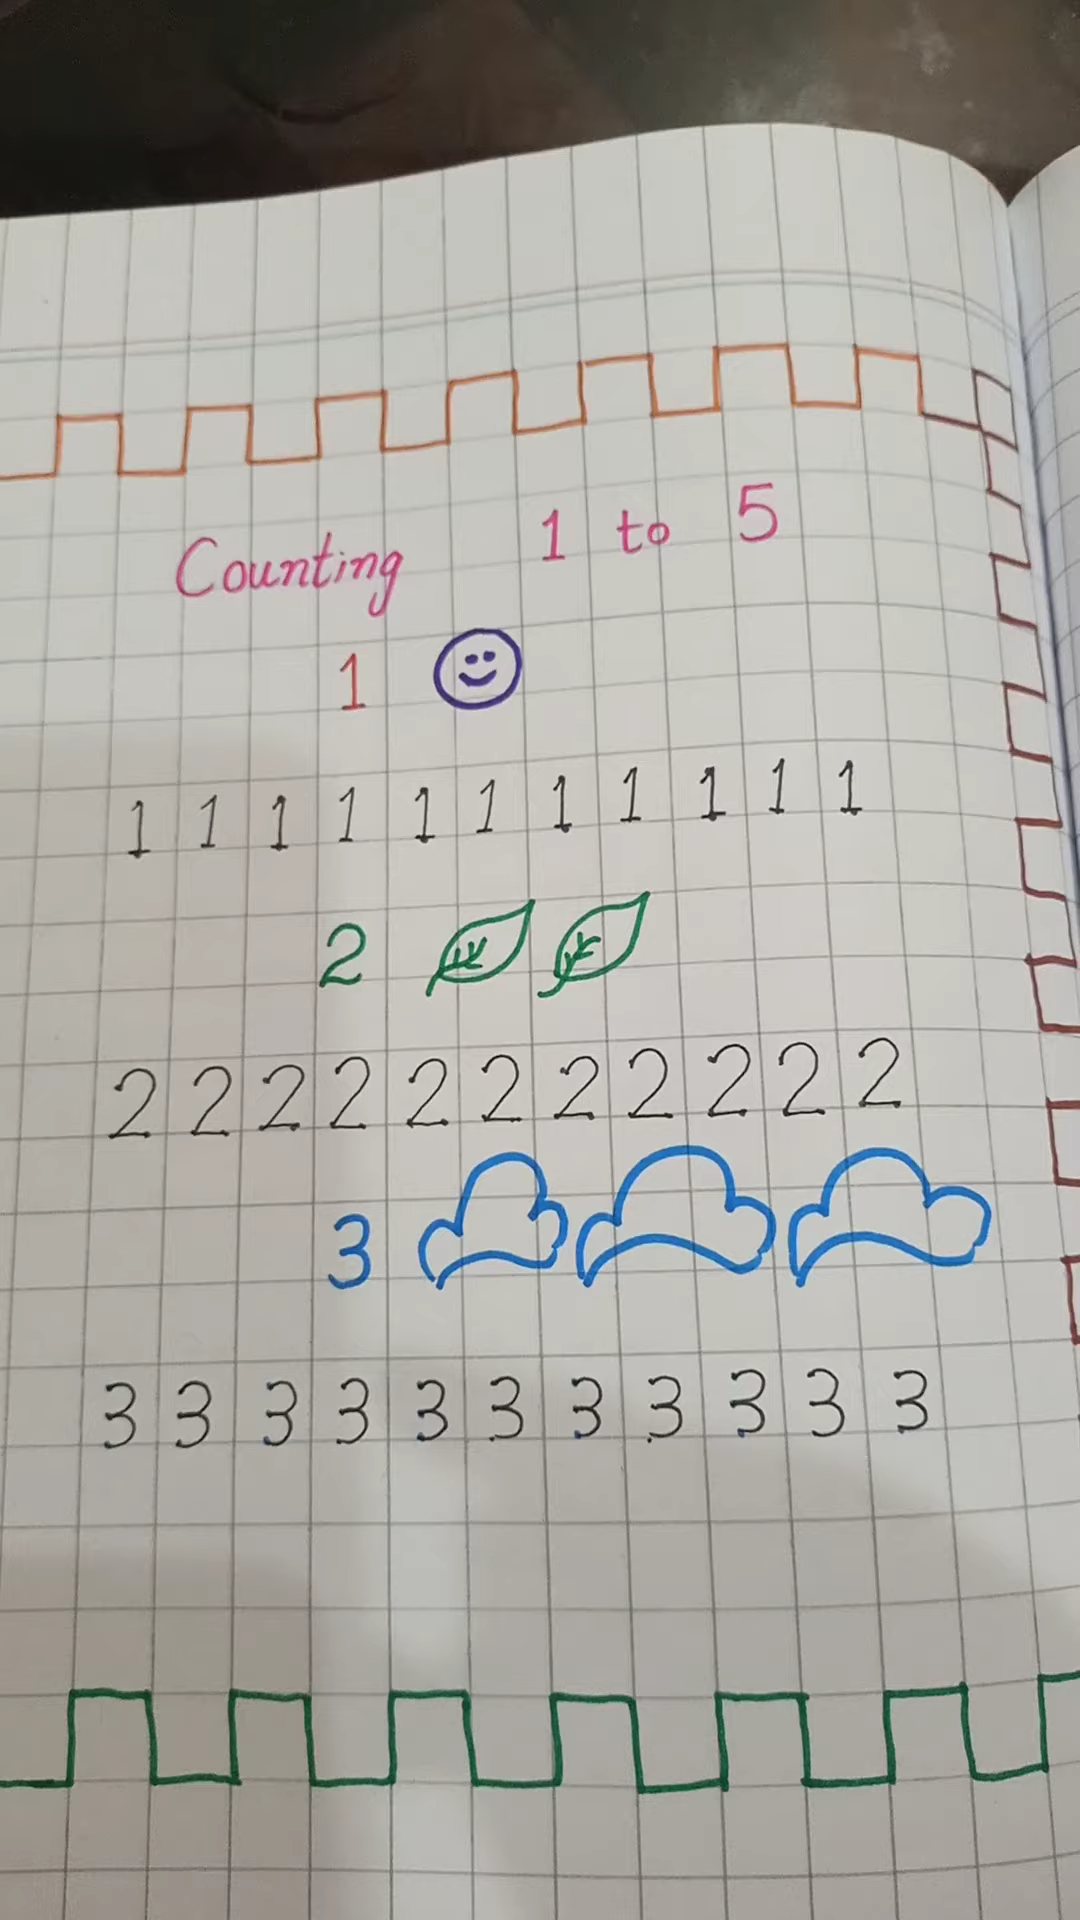 Counting 1 to 5
1
1 1 1 1 1 1 1 1 1 1 1
2
2 2 2 2 2 2 2 2 2 2 2
3
3 3 3 3 3 3 3 3 3 3 3